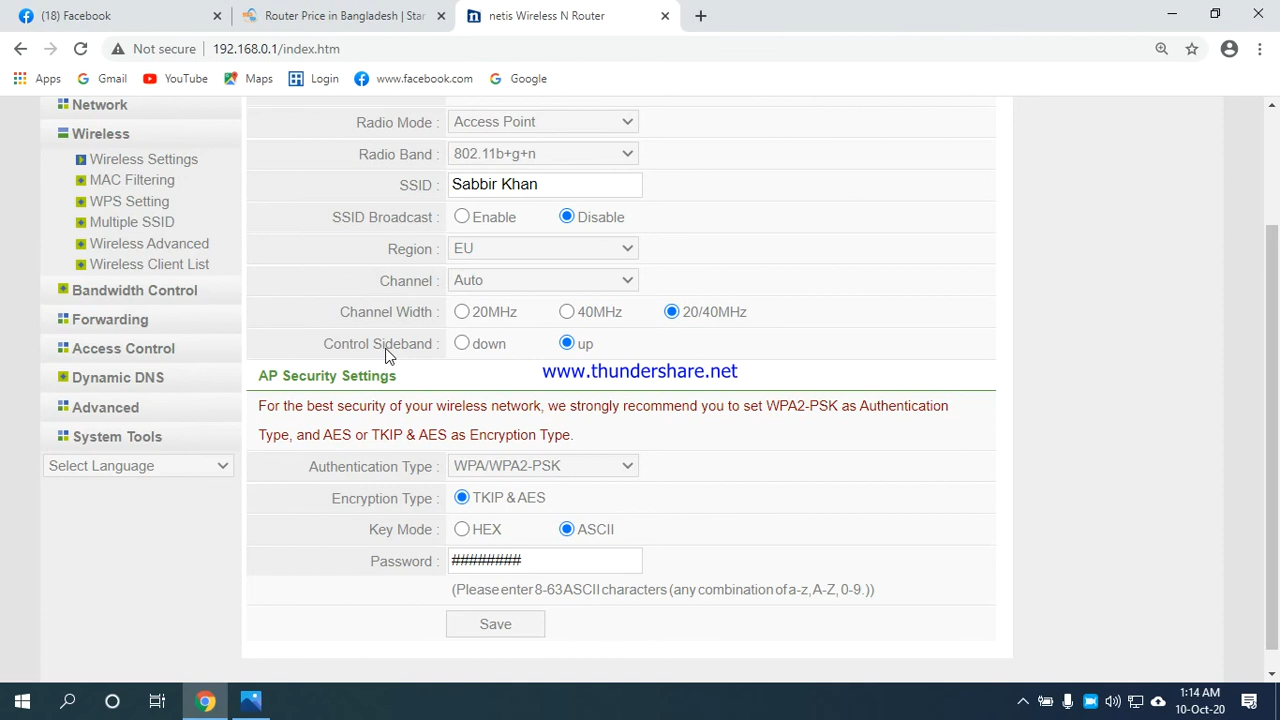 (18) Facebook
Router Price in Bangladesh | Star
netis Wireless N Router
Not secure
192.168.0.1/index.htm
Apps
Gmail
YouTube
Maps
Login
www.facebook.com
Google
Network
Wireless
Wireless Settings
MAC Filtering
WPS Setting
Multiple SSID
Wireless Advanced
Wireless Client List
Bandwidth Control
Forwarding
Access Control
Dynamic DNS
Advanced
System Tools
Select Language
Radio Mode : Access Point
Radio Band : 802.11b+g+n
SSID : Sabbir Khan
SSID Broadcast : Enable Disable
Region : EU
Channel : Auto
Channel Width : 20MHz 40MHz 20/40MHz
Control Sideband : down up
AP Security Settings
www.thundershare.net
For the best security of your wireless network, we strongly recommend you to set WPA2-PSK as Authentication
Type, and AES or TKIP & AES as Encryption Type.
Authentication Type : WPA/WPA2-PSK
Encryption Type : TKIP & AES
Key Mode : HEX ASCII
Password : #########
(Please enter 8-63 ASCII characters (any combination of a-z, A-Z, 0-9.))
Save
1:14 AM
10-Oct-20